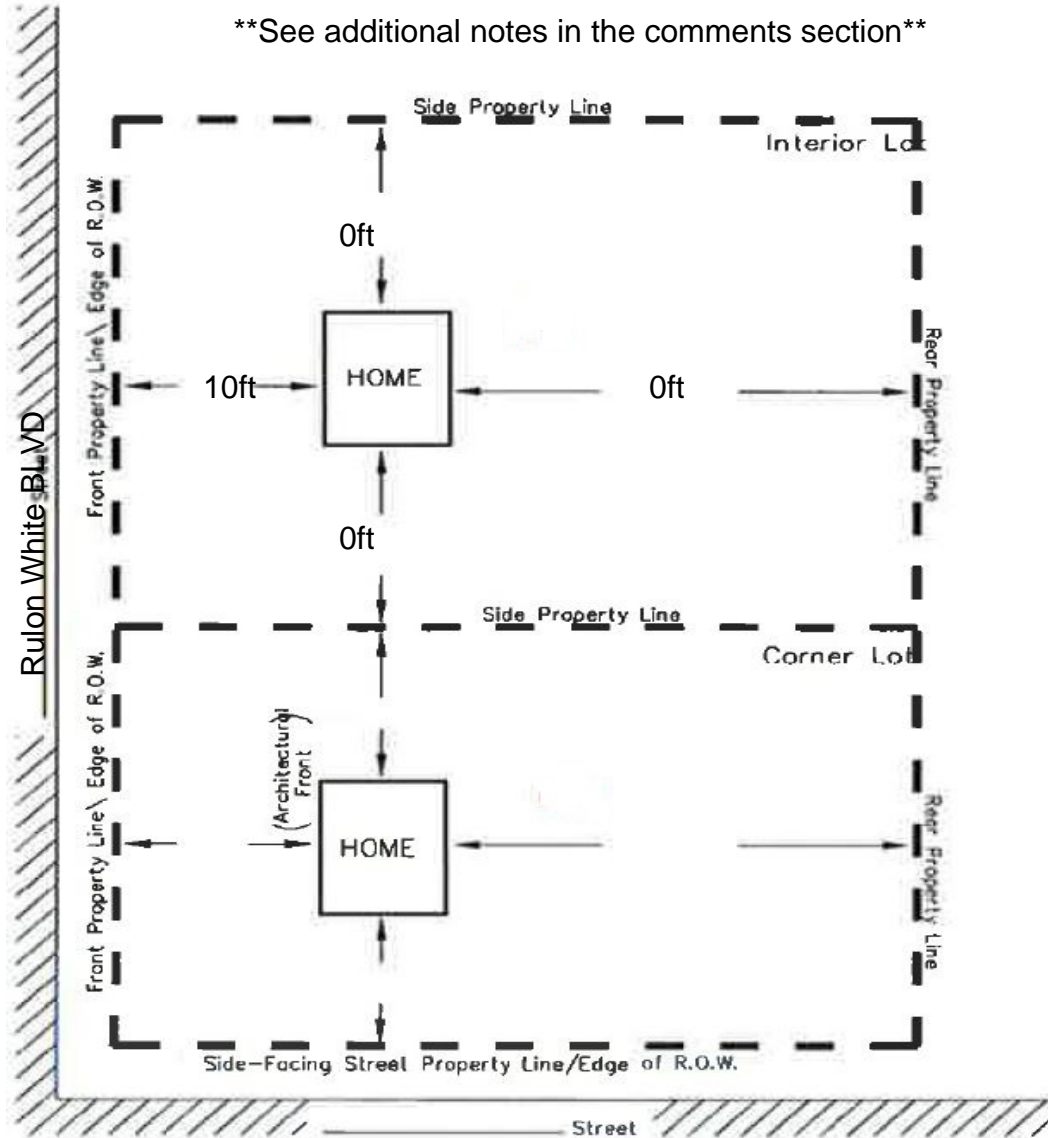 **See additional notes in the comments section**
Side Property Line
Interior Lot
Front Property Line\ Edge of R.O.W.
0ft
Rulon White BLVD
10ft
HOME
0ft
Rear Property Line
0ft
Side Property Line
Corner Lot
Front Property Line\ Edge of R.O.W.
(Architectural
Front )
HOME
Rear Property Line
Side-Facing Street Property Line/Edge of R.O.W.
Street